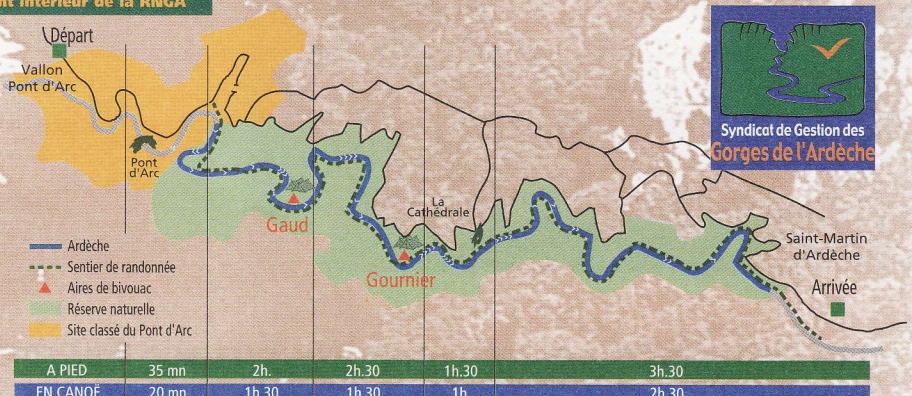 nt intérieur de la RNGA
Départ
Vallon
Pont d'Arc
Pont
d'Arc
Gaud
La
Cathédrale
Gournier
Syndicat de Gestion des
Gorges de l'Ardèche
Saint-Martin
d'Ardèche
Arrivée
Ardèche
Sentier de randonnée
Aires de bivouac
Réserve naturelle
Site classé du Pont d'Arc
A PIED 35 mn 2h. 2h.30 1h.30 3h.30
EN CANOË 20 mn 1h.30 1h.30 1h. 2h.30